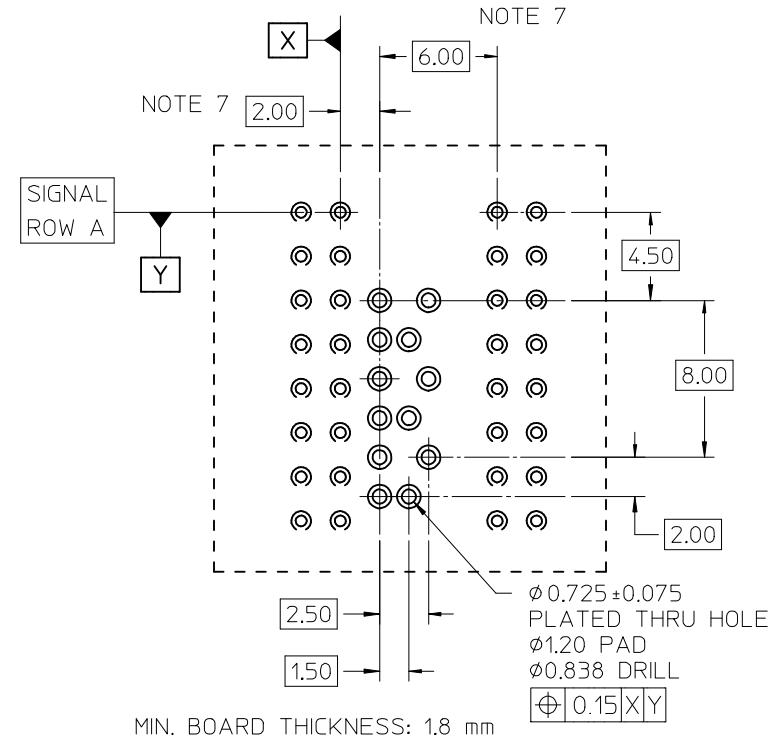 NOTE 7
X
6.00
NOTE 7
2.00
SIGNAL
ROW A
Y
4.50
8.00
2.00
2.50
1.50
Ø0.725±0.075
PLATED THRU HOLE
Ø1.20 PAD
Ø0.838 DRILL
⌖ 0.15 X Y
MIN. BOARD THICKNESS: 1.8 mm